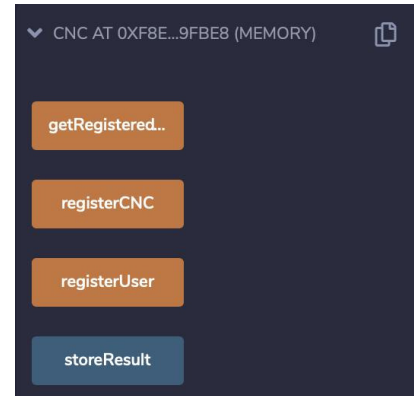 CNC AT 0XF8E...9FBE8 (MEMORY)
getRegistered...
registerCNC
registerUser
storeResult